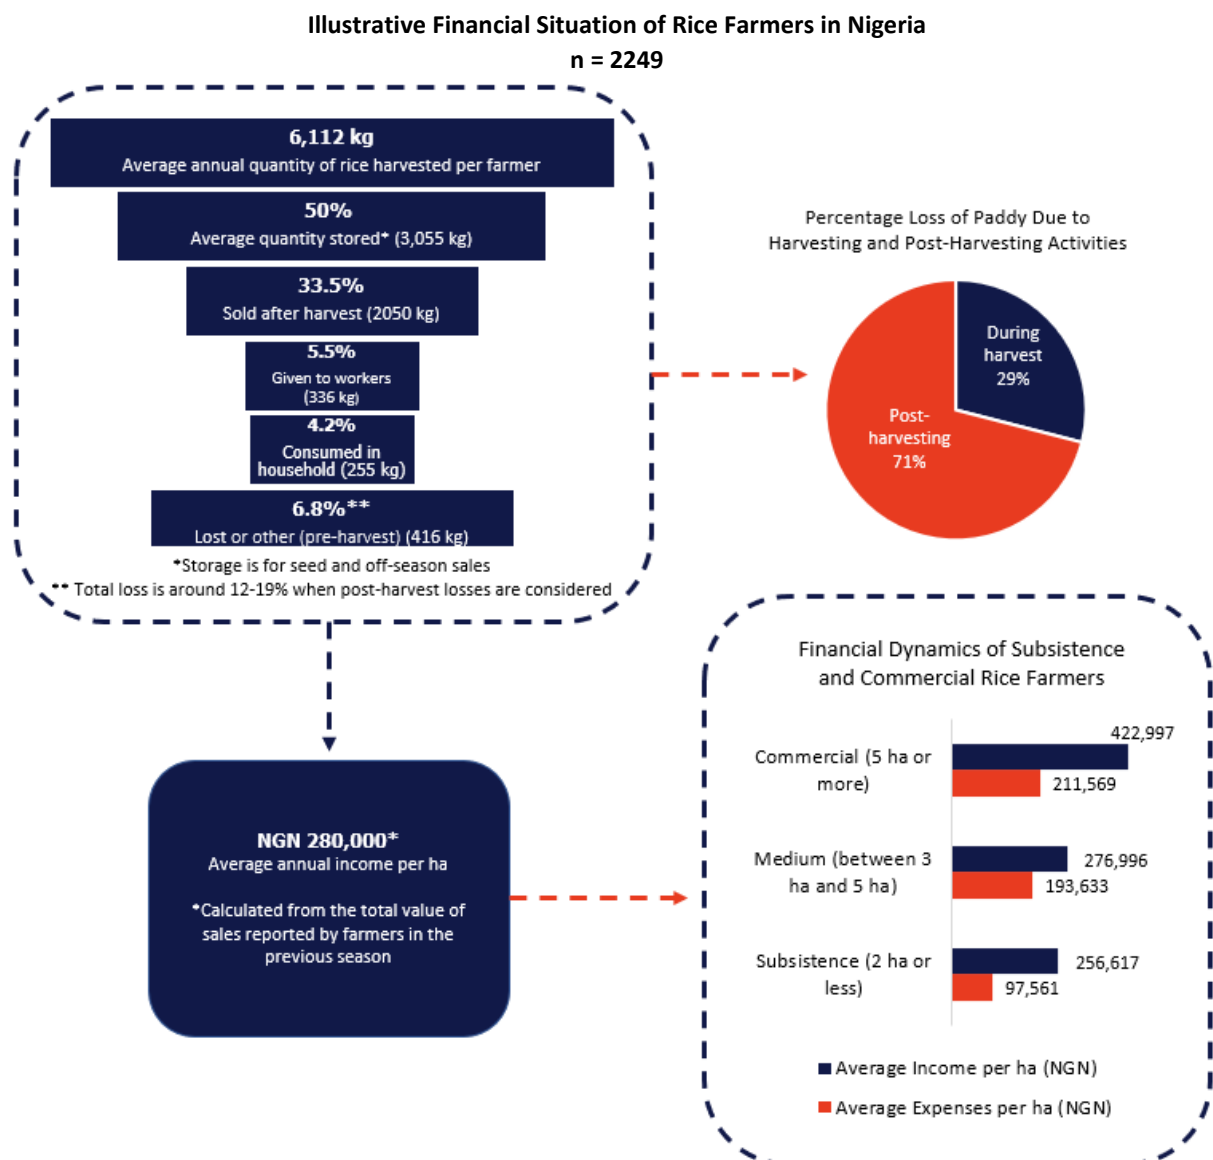 Illustrative Financial Situation of Rice Farmers in Nigeria
n = 2249
6,112 kg
Average annual quantity of rice harvested per farmer
50%
Average quantity stored* (3,055 kg)
33.5%
Sold after harvest (2050 kg)
5.5%
Given to workers
(336 kg)
4.2%
Consumed in
household (255 kg)
6.8%**
Lost or other (pre-harvest) (416 kg)
*Storage is for seed and off-season sales
** Total loss is around 12-19% when post-harvest losses are considered
Percentage Loss of Paddy Due to
Harvesting and Post-Harvesting Activities
During
harvest
29%
Post-
harvesting
71%
NGN 280,000*
Average annual income per ha
*Calculated from the total value of
sales reported by farmers in the
previous season
Financial Dynamics of Subsistence
and Commercial Rice Farmers
Commercial (5 ha or
more)
422,997
211,569
Medium (between 3
ha and 5 ha)
276,996
193,633
Subsistence (2 ha or
less)
256,617
97,561
Average Income per ha (NGN)
Average Expenses per ha (NGN)